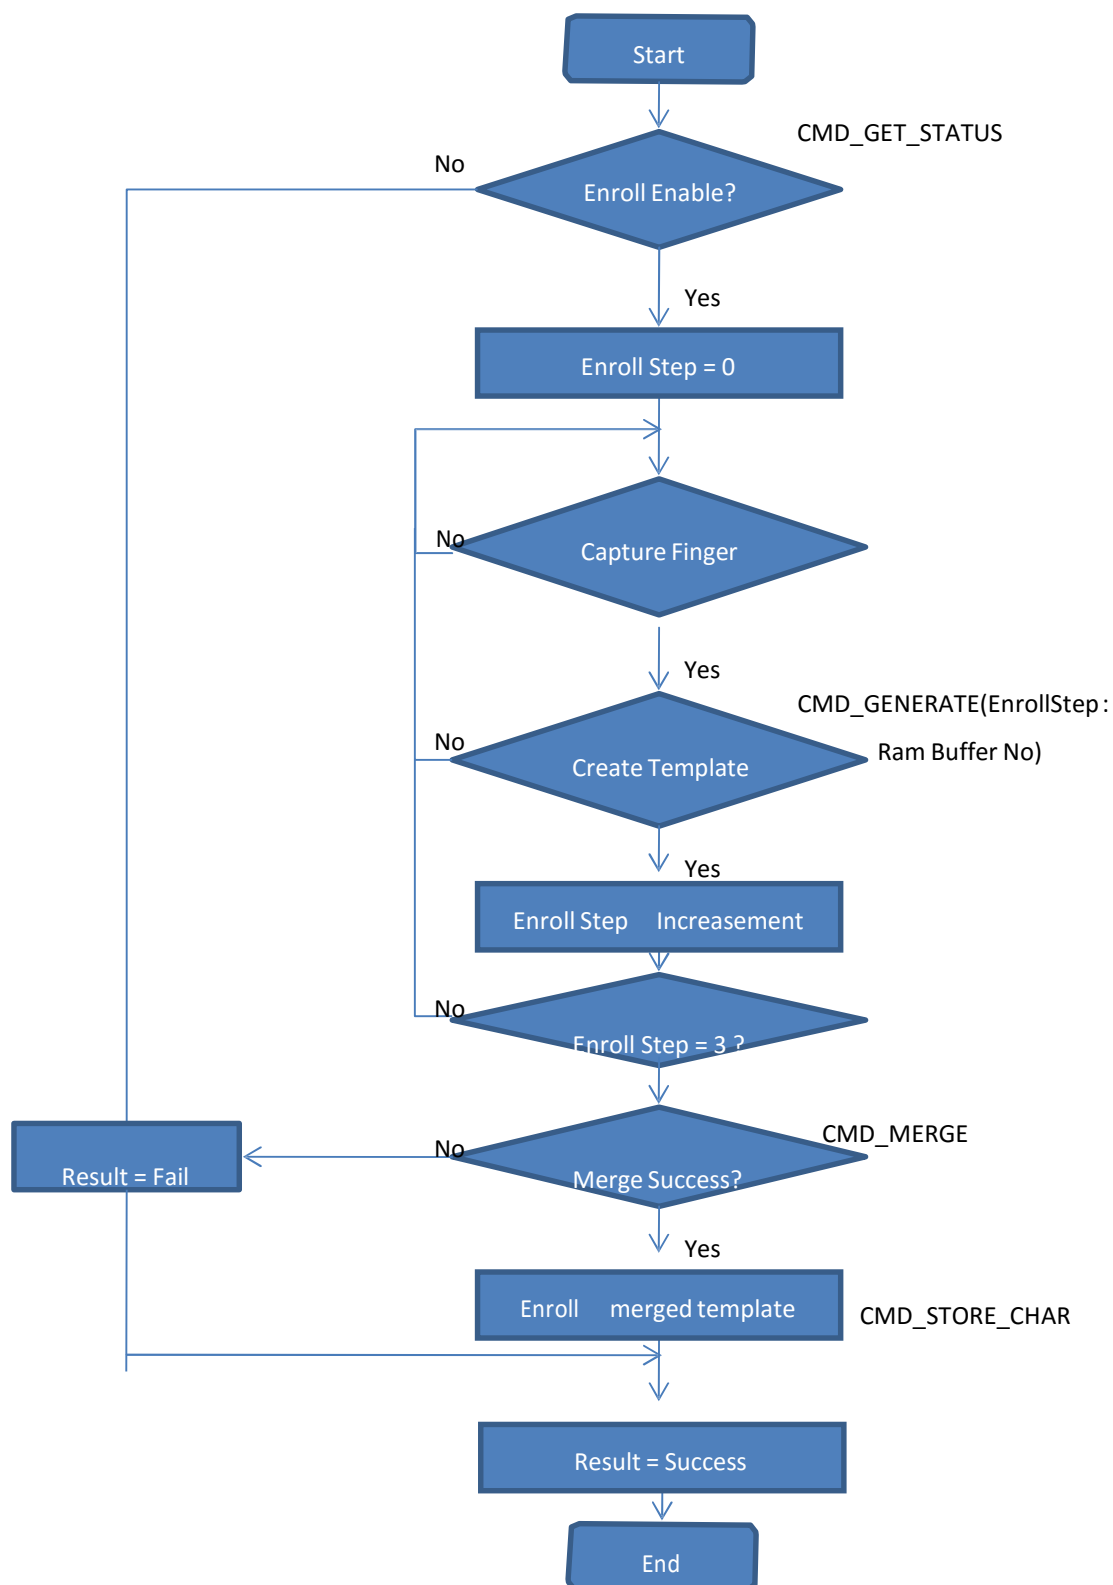 Start
CMD_GET_STATUS
No
Enroll Enable?
Yes
Enroll Step = 0
No
Capture Finger
Yes
CMD_GENERATE(EnrollStep :
No
Ram Buffer No)
Create Template
Yes
Enroll Step Increasement
No
Enroll Step = 3 ?
CMD_MERGE
No
Result = Fail
Merge Success?
Yes
Enroll merged template
CMD_STORE_CHAR
Result = Success
End